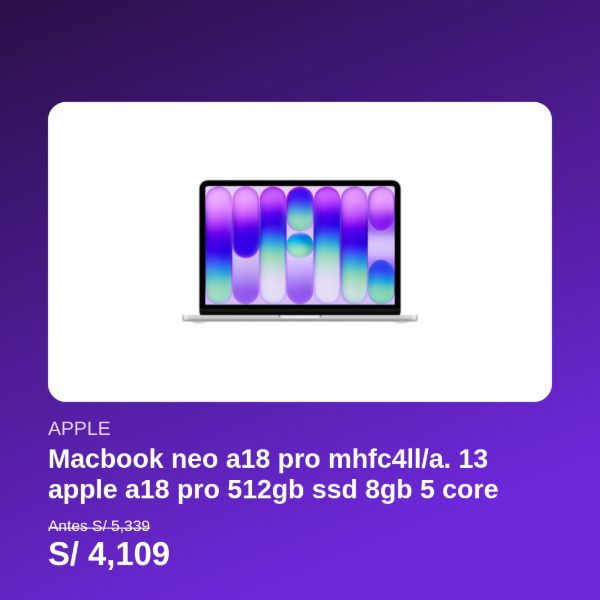 APPLE
Macbook neo a18 pro mhfc4ll/a. 13
apple a18 pro 512gb ssd 8gb 5 core
Antes S/ 5,339
S/ 4,109